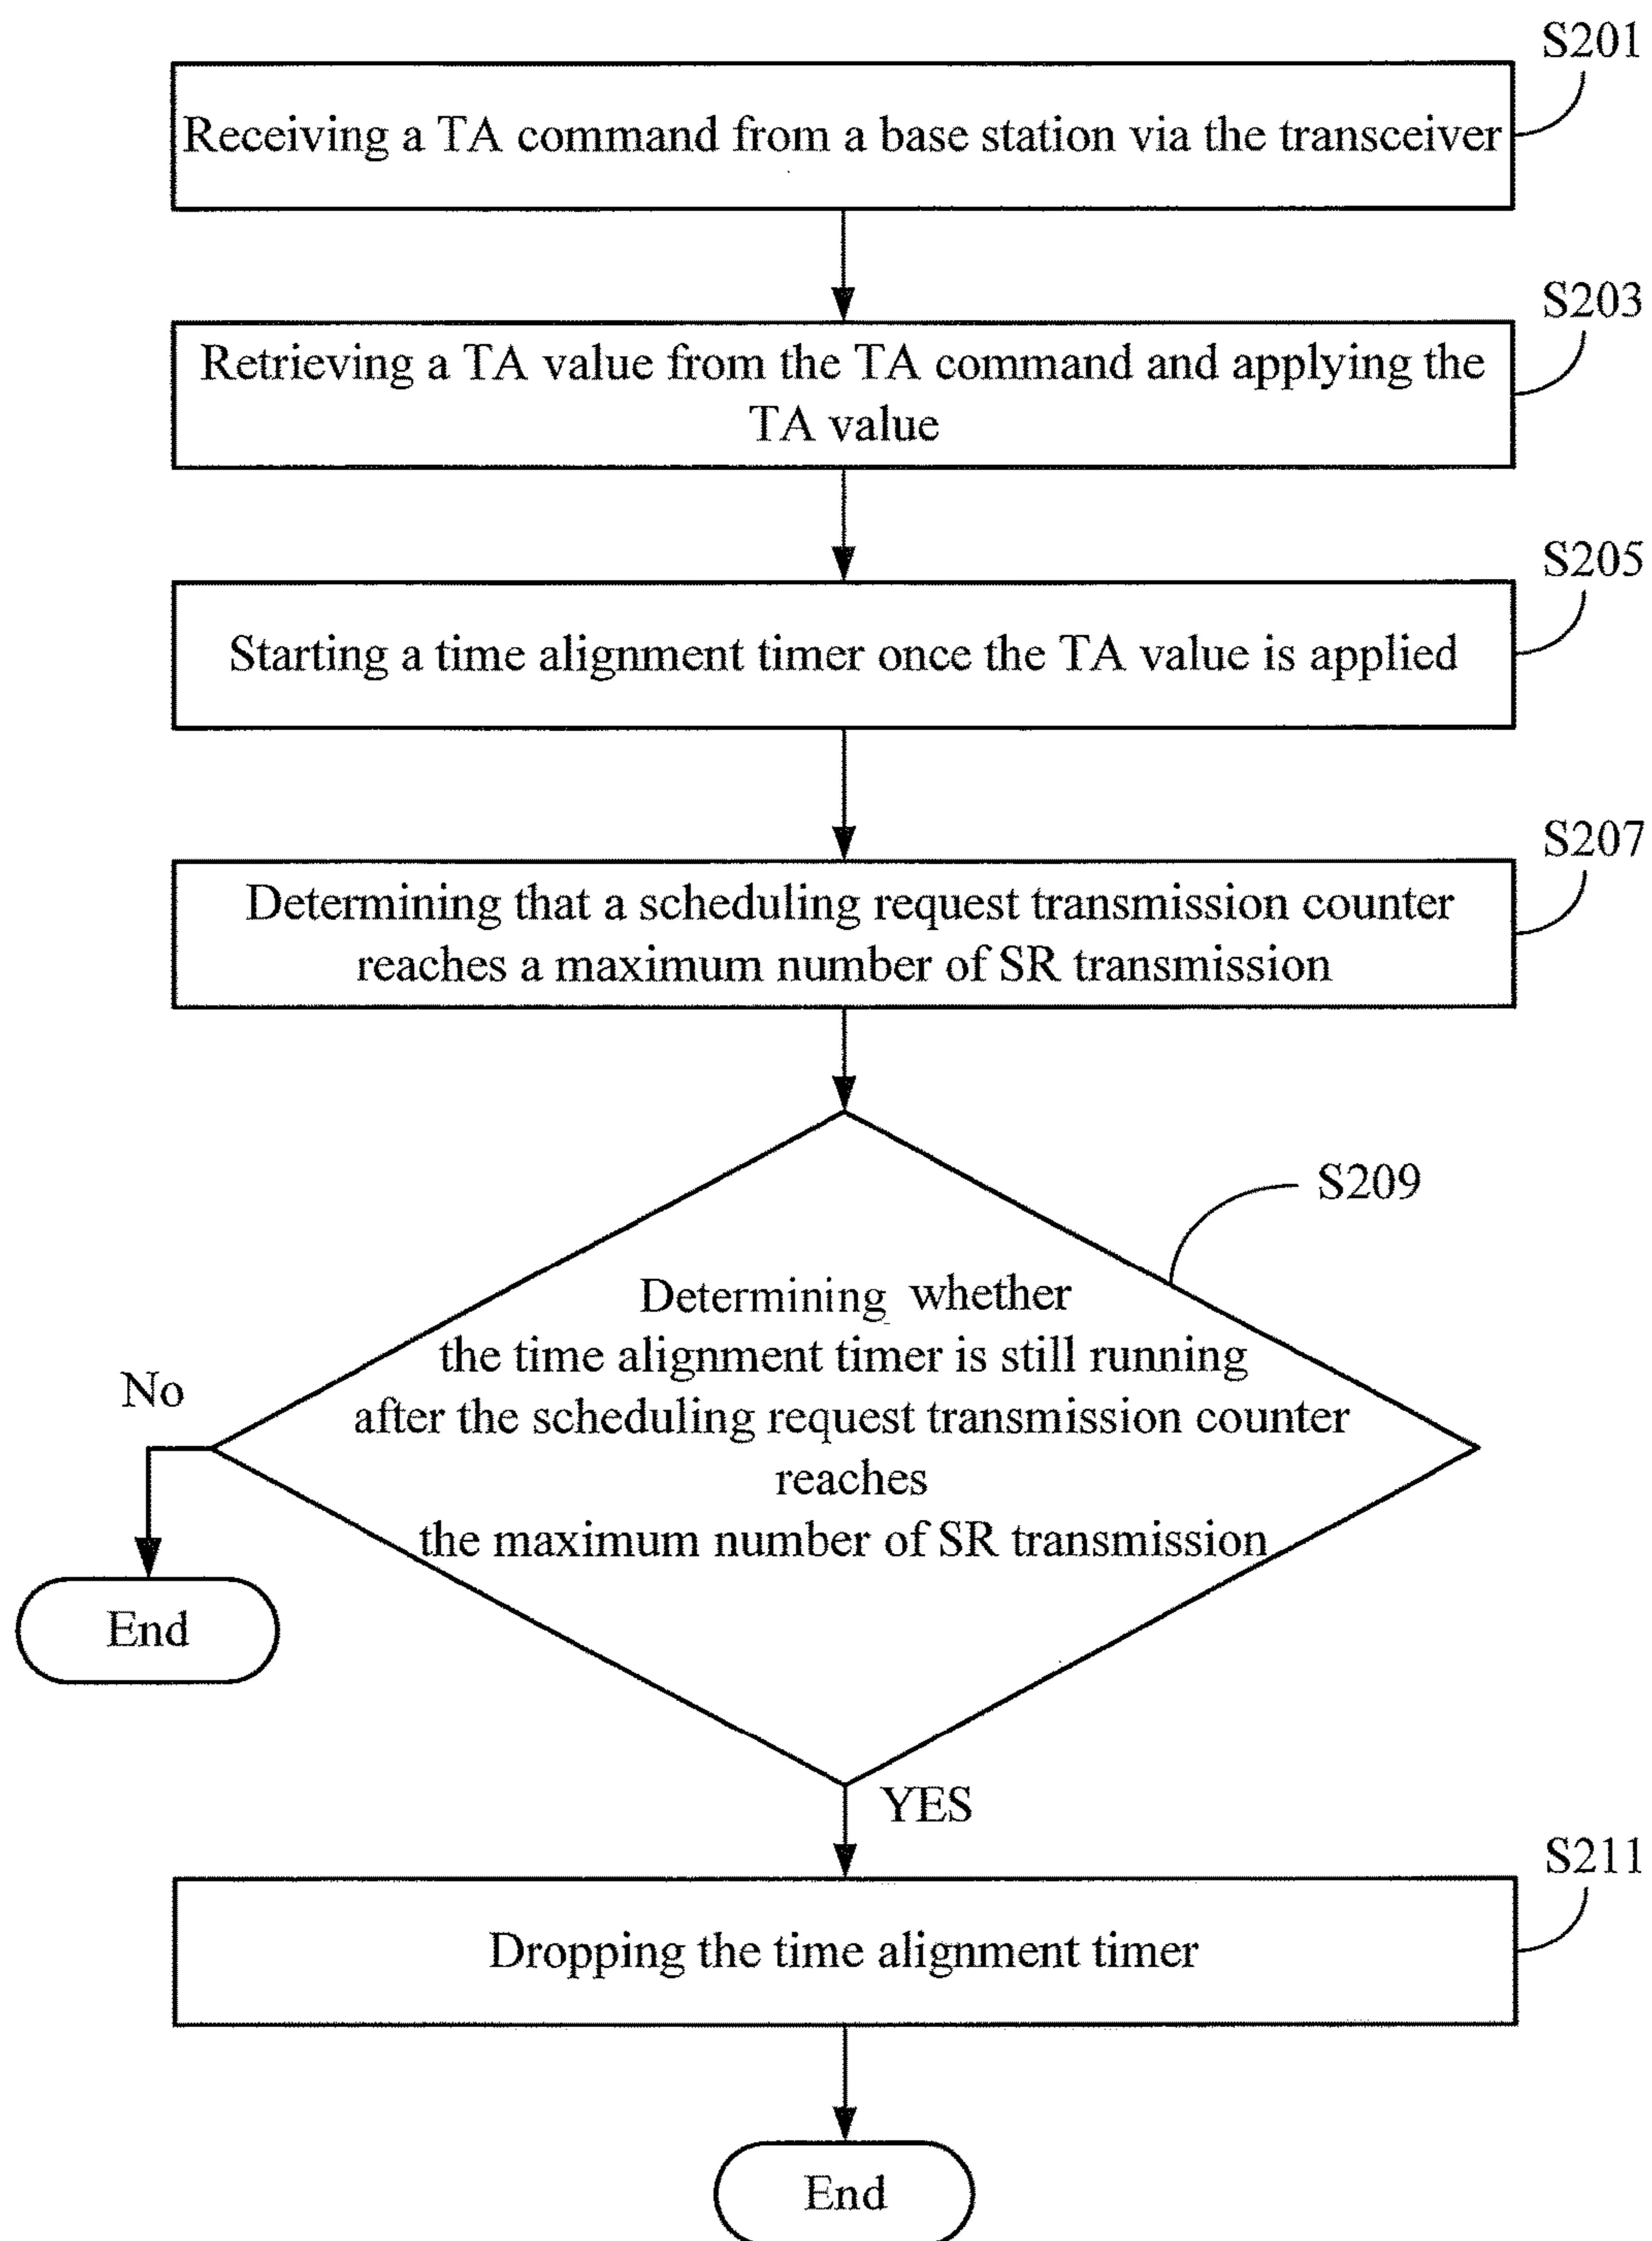 S201
Receiving a TA command from a base station via the transceiver
S203
Retrieving a TA value from the TA command and applying the
TA value
S205
Starting a time alignment timer once the TA value is applied
S207
Determining that a scheduling request transmission counter
reaches a maximum number of SR transmission
S209
Determining whether
the time alignment timer is still running
after the scheduling request transmission counter
reaches
the maximum number of SR transmission
No
End
YES
S211
Dropping the time alignment timer
End